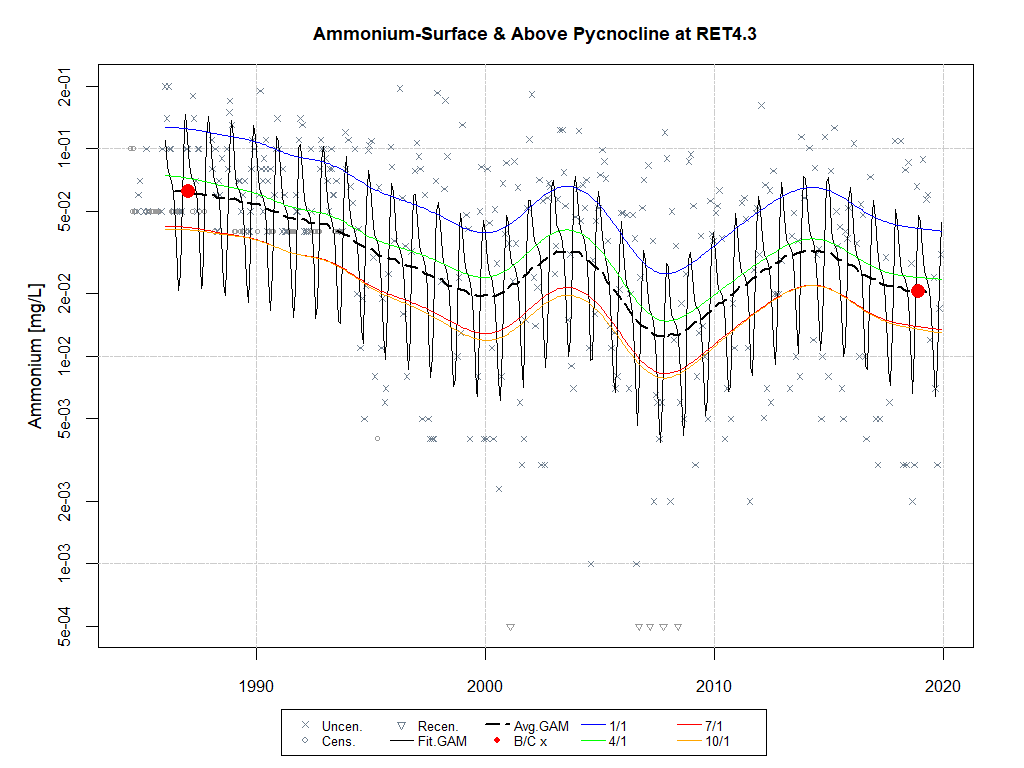 Ammonium-Surface & Above Pycnocline at RET4.3
Ammonium [mg/L]
2e-01
1e-01
5e-02
2e-02
1e-02
5e-03
2e-03
1e-03
5e-04
1990 2000 2010 2020
Uncen. Recen. Avg.GAM 1/1 7/1
Cens. Fit.GAM B/C x 4/1 10/1